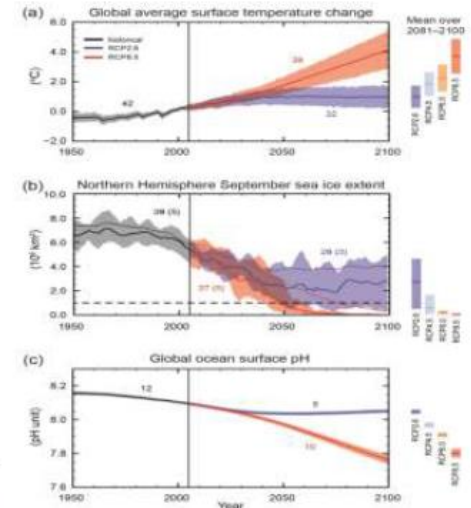 (a) Global average surface temperature change
Mean over
2081–2100
6.0
historical
RCP2.6
RCP8.5
4.0
39
(°C)
2.0
42
32
0.0
−2.0
1950 2000 2050 2100
RCP2.6
RCP4.5
RCP6.0
RCP8.5
(b) Northern Hemisphere September sea ice extent
10.0
39 (5)
8.0
29 (3)
6.0
(10⁶ km²)
4.0
37 (5)
2.0
0.0
1950 2000 2050 2100
RCP2.6
RCP4.5
RCP6.0
RCP8.5
(c) Global ocean surface pH
8.2
12
9
8.0
(pH unit)
10
7.8
7.6
1950 2000 2050 2100
Year
RCP2.6
RCP4.5
RCP6.0
RCP8.5